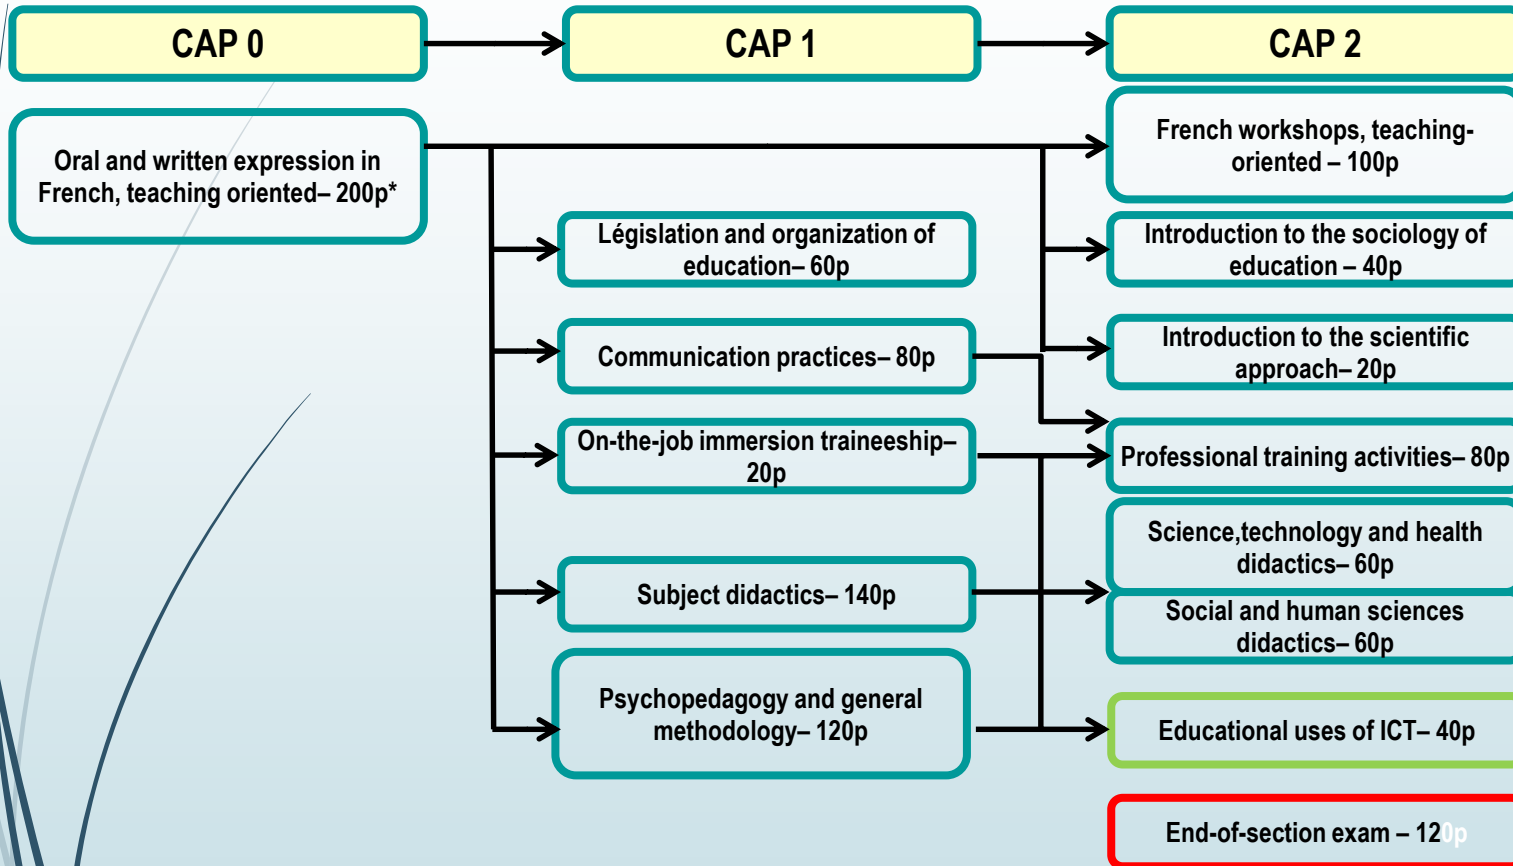 CAP 0
CAP 1
CAP 2
Oral and written expression in
French, teaching oriented– 200p*
French workshops, teaching-
oriented – 100p
Législation and organization of
education– 60p
Introduction to the sociology of
education – 40p
Communication practices– 80p
Introduction to the scientific
approach– 20p
On-the-job immersion traineeship–
20p
Professional training activities– 80p
Subject didactics– 140p
Science,technology and health
didactics– 60p
Social and human sciences
didactics– 60p
Psychopedagogy and general
methodology– 120p
Educational uses of ICT– 40p
End-of-section exam – 120p